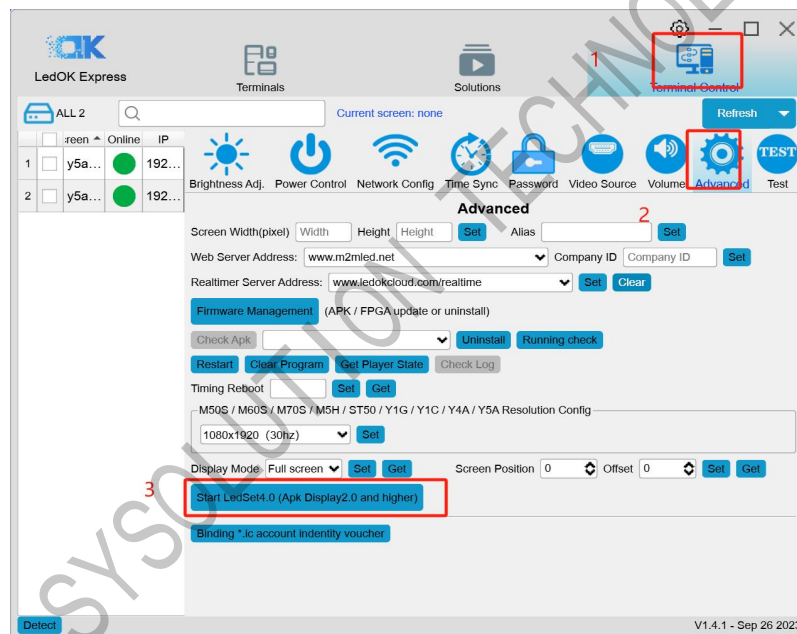 LedOK Express
Terminals
Solutions
1
Terminal Control
ALL 2
Current screen: none
Refresh
reen Online IP
1 y5a... 192...
2 y5a... 192...
Brightness Adj. Power Control Network Config Time Sync Password Video Source Volume Advanced Test
TEST
Advanced
2
Screen Width(pixel) Width Height Height Set Alias Set
Web Server Address: www.m2mled.net Company ID Company ID Set
Realtimer Server Address: www.ledokcloud.com/realtime Set Clear
Firmware Management (APK / FPGA update or uninstall)
Check Apk Uninstall Running check
Restart Clear Program Get Player State Check Log
Timing Reboot Set Get
M50S / M60S / M70S / M5H / ST50 / Y1G / Y1C / Y4A / Y5A Resolution Config
1080x1920 (30hz) Set
Display Mode Full screen Set Get Screen Position 0 Offset 0 Set Get
3
Start LedSet4.0 (Apk Display2.0 and higher)
Binding *.lc account indentity voucher
Detect
V1.4.1 - Sep 26 2023
SYSOLUTION TECHNOL